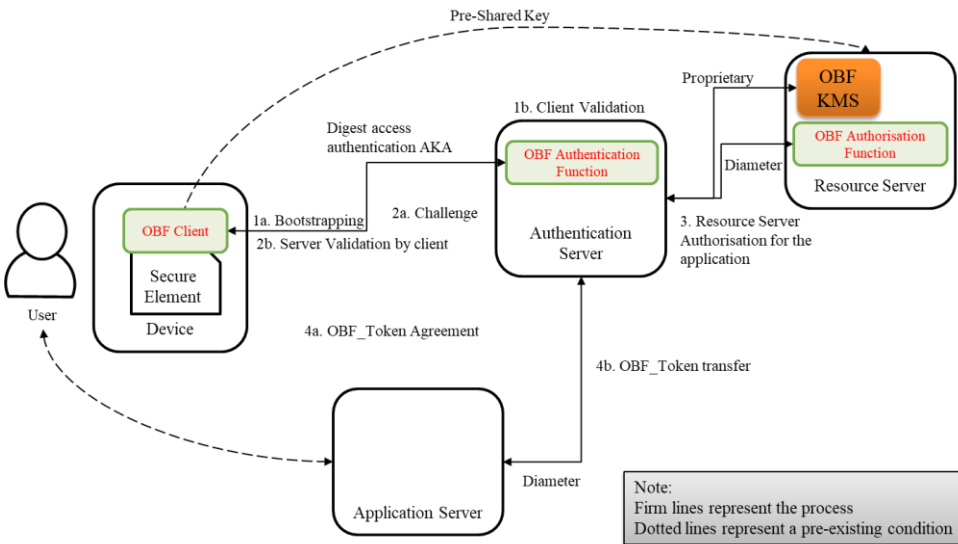 Pre-Shared Key
Proprietary
OBF
KMS
1b. Client Validation
Digest access
authentication AKA
OBF Authentication
Function
OBF Authorisation
Function
Diameter
Resource Server
1a. Bootstrapping
2a. Challenge
OBF Client
2b. Server Validation by client
Authentication
Server
3. Resource Server
Authorisation for the
application
Secure
Element
Device
User
4a. OBF_Token Agreement
4b. OBF_Token transfer
Diameter
Application Server
Note:
Firm lines represent the process
Dotted lines represent a pre-existing condition